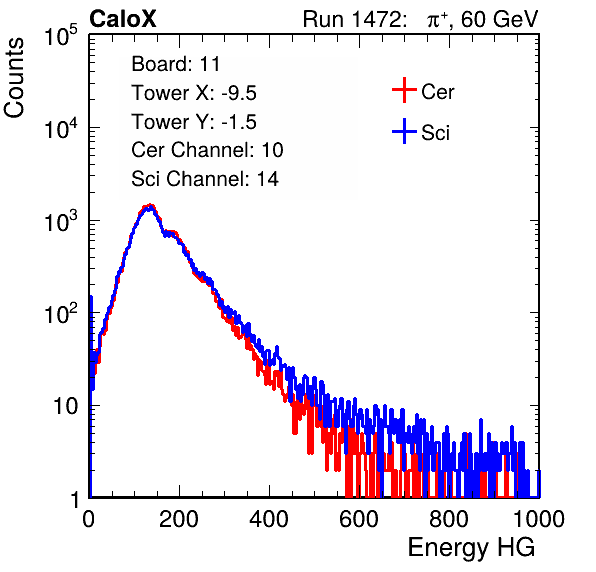 CaloX Run 1472: π⁺, 60 GeV
Counts
10⁵
10⁴
10³
10²
10
1
Board: 11
Tower X: -9.5
Tower Y: -1.5
Cer Channel: 10
Sci Channel: 14
Cer
Sci
0 200 400 600 800 1000
Energy HG